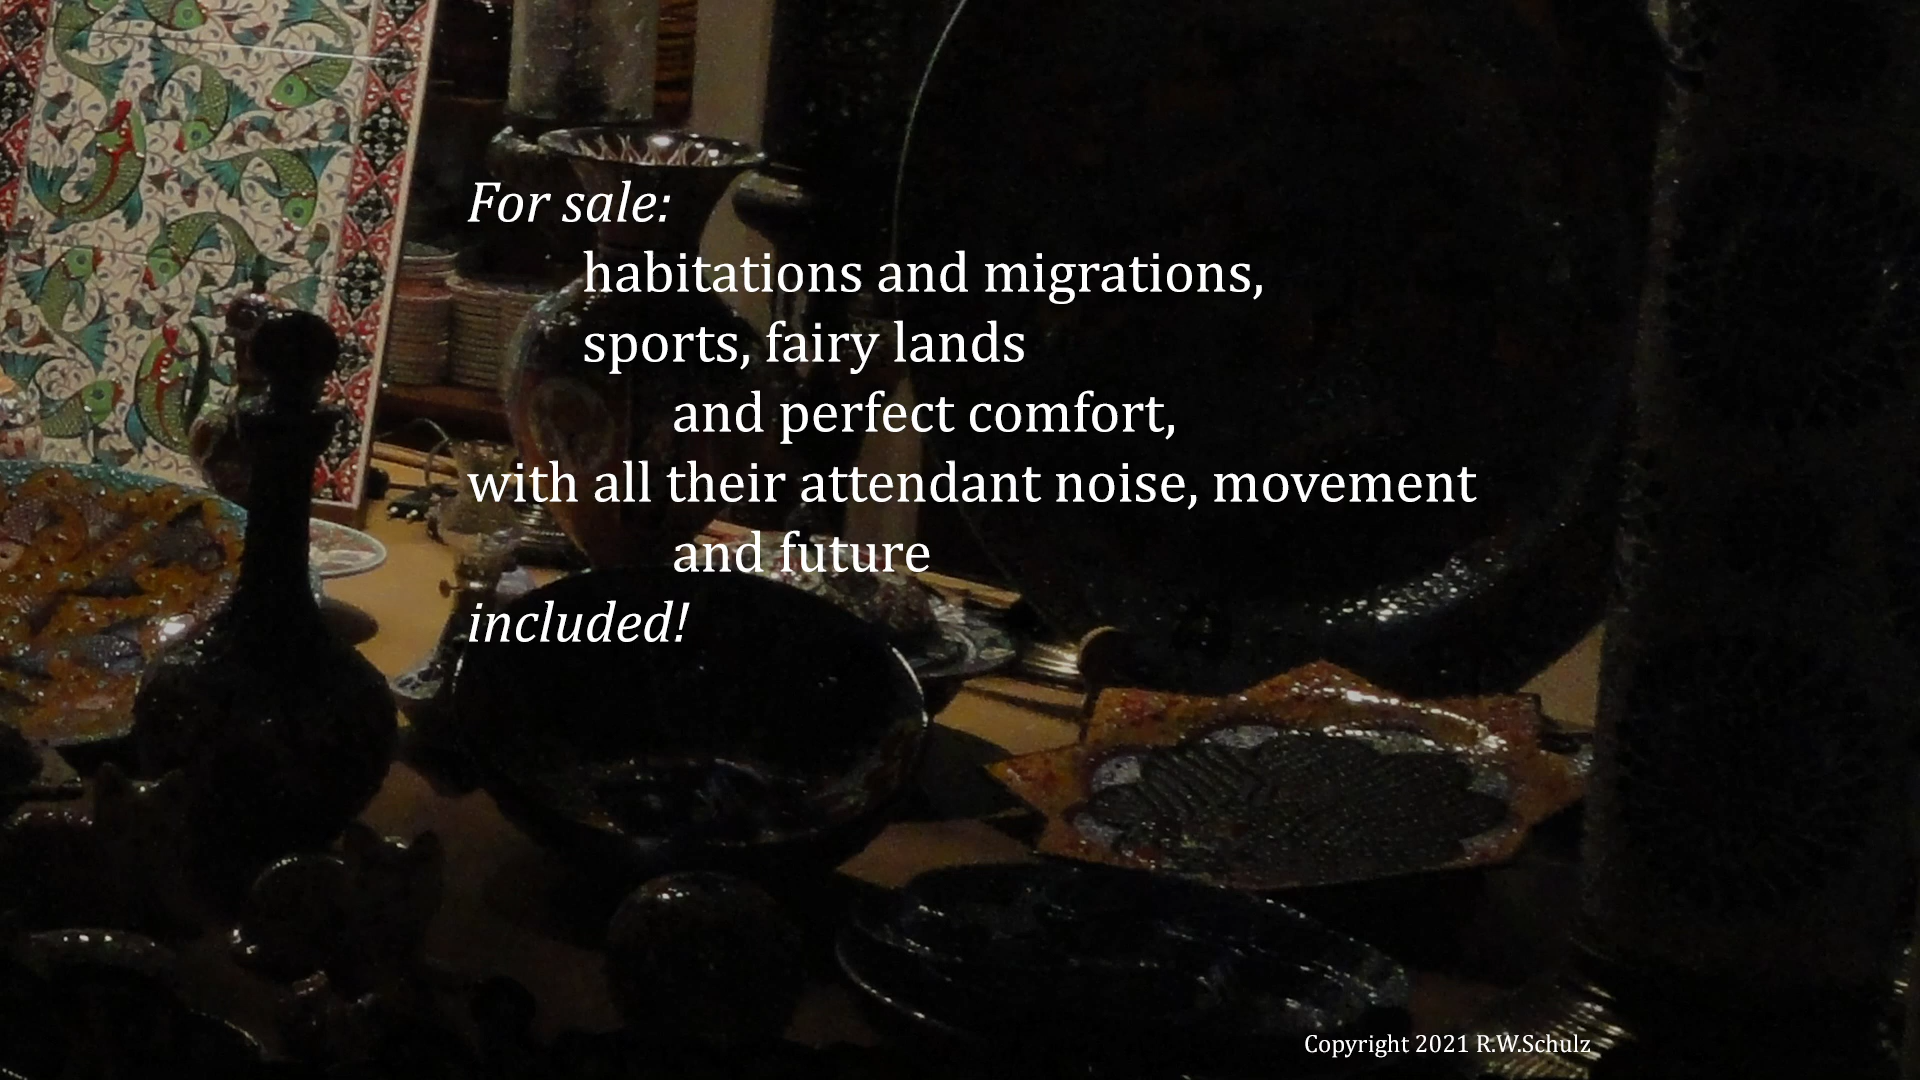 For sale:
habitations and migrations,
sports, fairy lands
and perfect comfort,
with all their attendant noise, movement
and future
included!
Copyright 2021 R.W.Schulz